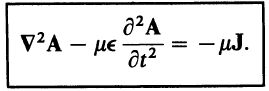 ∇²A − μϵ ∂²A/∂t² = −μJ.